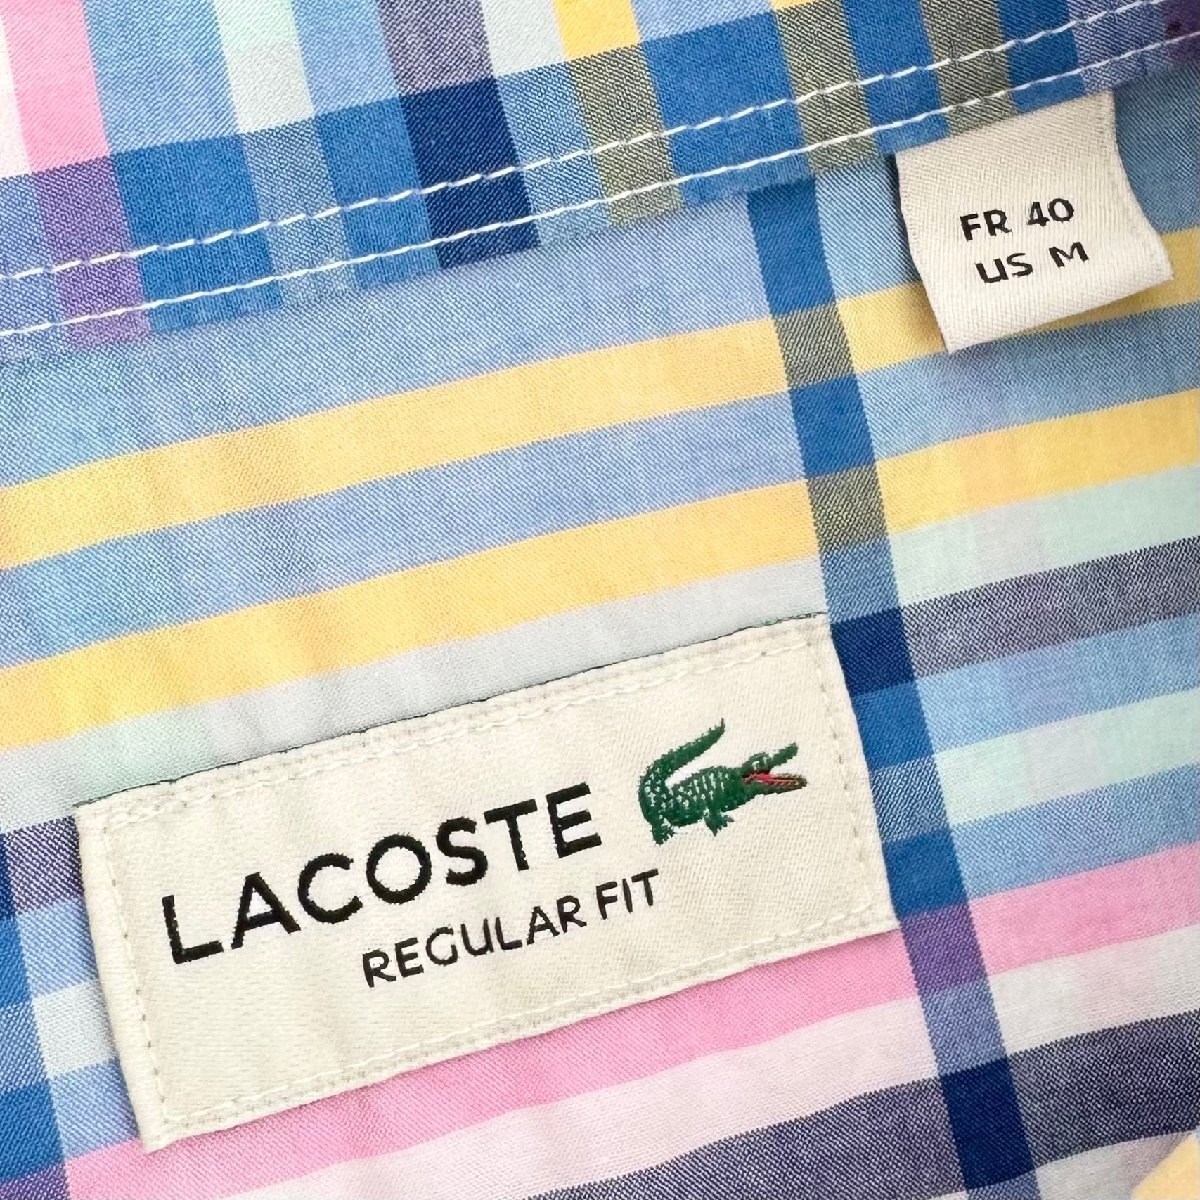 FR 40
US M
LACOSTE
REGULAR FIT